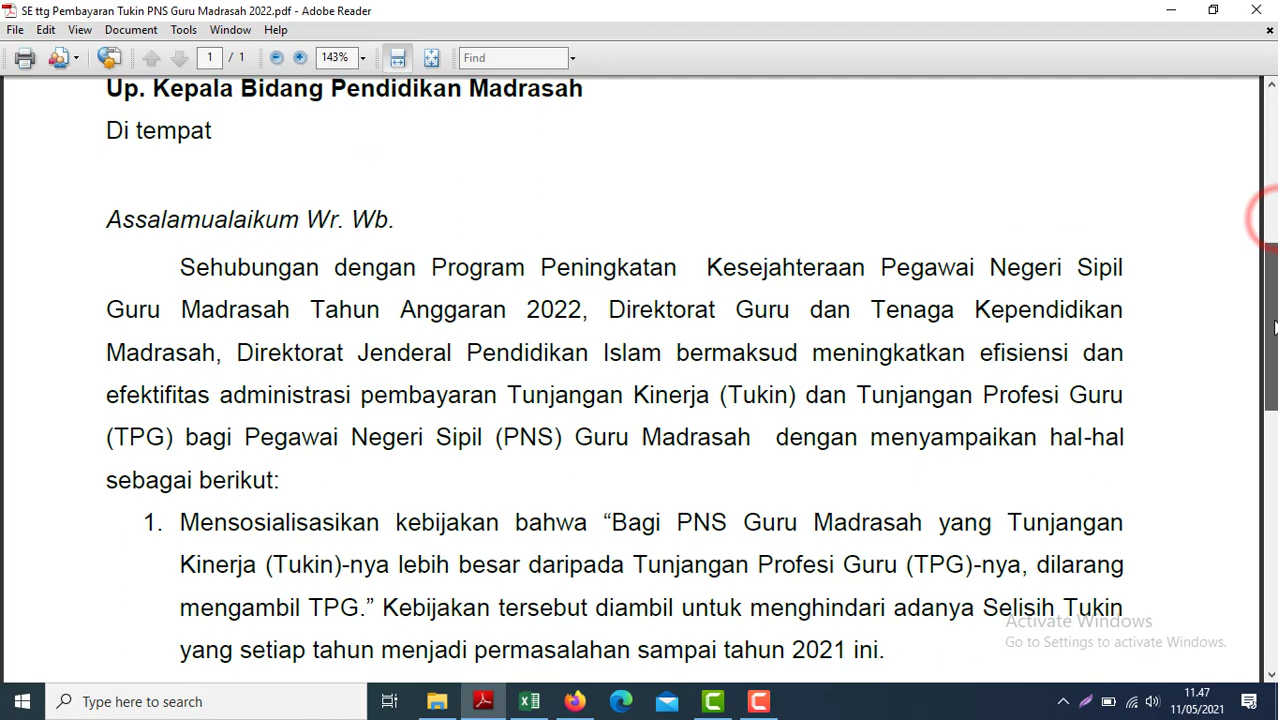 SE ttg Pembayaran Tukin PNS Guru Madrasah 2022.pdf - Adobe Reader
File Edit View Document Tools Window Help
1 / 1 143% Find
Up. Kepala Bidang Pendidikan Madrasah
Di tempat
Assalamualaikum Wr. Wb.
Sehubungan dengan Program Peningkatan Kesejahteraan Pegawai Negeri Sipil
Guru Madrasah Tahun Anggaran 2022, Direktorat Guru dan Tenaga Kependidikan
Madrasah, Direktorat Jenderal Pendidikan Islam bermaksud meningkatkan efisiensi dan
efektifitas administrasi pembayaran Tunjangan Kinerja (Tukin) dan Tunjangan Profesi Guru
(TPG) bagi Pegawai Negeri Sipil (PNS) Guru Madrasah dengan menyampaikan hal-hal
sebagai berikut:
1. Mensosialisasikan kebijakan bahwa “Bagi PNS Guru Madrasah yang Tunjangan
Kinerja (Tukin)-nya lebih besar daripada Tunjangan Profesi Guru (TPG)-nya, dilarang
mengambil TPG.” Kebijakan tersebut diambil untuk menghindari adanya Selisih Tukin
yang setiap tahun menjadi permasalahan sampai tahun 2021 ini.
Activate Windows
Go to Settings to activate Windows.
Type here to search
11.47
11/05/2021